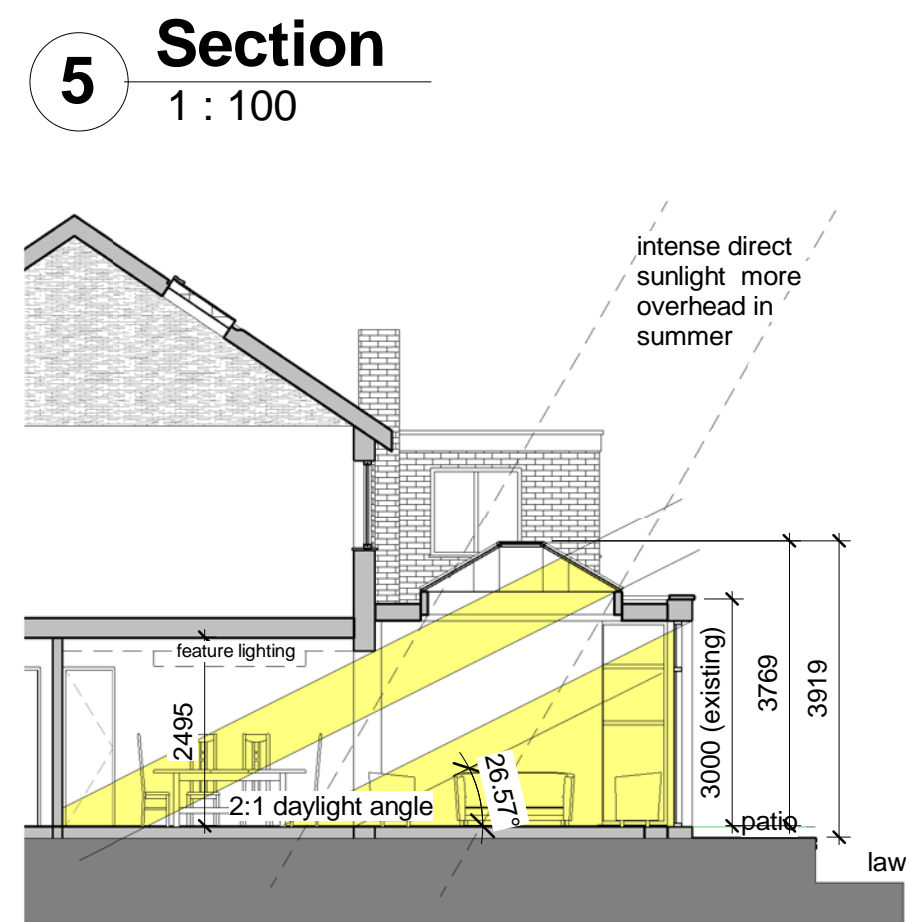 5
Section
1 : 100
intense direct
sunlight more
overhead in
summer
feature lighting
2495
2:1 daylight angle
26.57°
3000 (existing)
3769
3919
patio
law